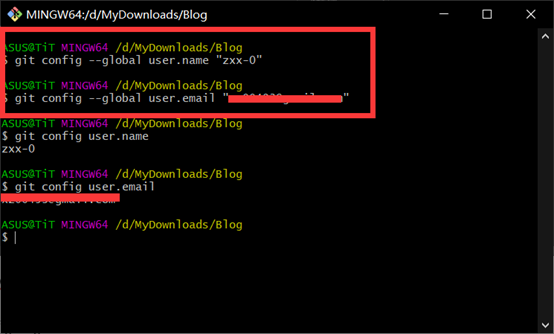 MINGW64:/d/MyDownloads/Blog
ASUS@TiT MINGW64 /d/MyDownloads/Blog
$ git config --global user.name "zxx-0"
ASUS@TiT MINGW64 /d/MyDownloads/Blog
$ git config --global user.email "
ASUS@TiT MINGW64 /d/MyDownloads/Blog
$ git config user.name
zxx-0
ASUS@TiT MINGW64 /d/MyDownloads/Blog
$ git config user.email
ASUS@TiT MINGW64 /d/MyDownloads/Blog
$